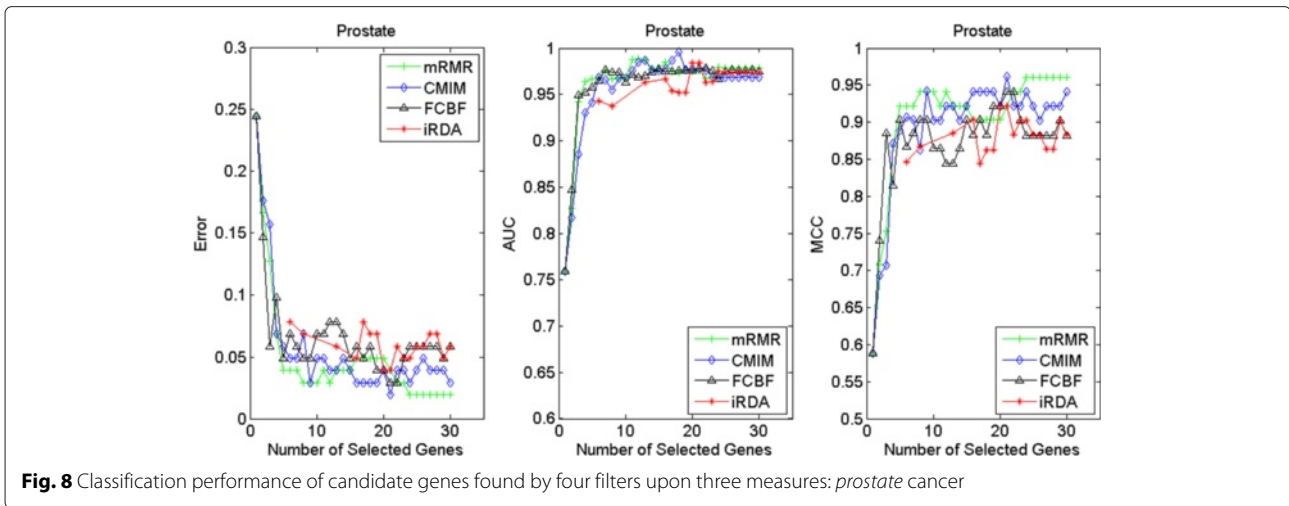 Prostate
0.3
0.25
0.2
0.15
0.1
0.05
0
0 10 20 30
Error
Number of Selected Genes
mRMR
CMIM
FCBF
iRDA
Prostate
1
0.95
0.9
0.85
0.8
0.75
0.7
0.65
0.6
0 10 20 30
AUC
Number of Selected Genes
mRMR
CMIM
FCBF
iRDA
Prostate
1
0.95
0.9
0.85
0.8
0.75
0.7
0.65
0.6
0.55
0.5
0 10 20 30
MCC
Number of Selected Genes
mRMR
CMIM
FCBF
iRDA
Fig. 8 Classification performance of candidate genes found by four filters upon three measures: prostate cancer